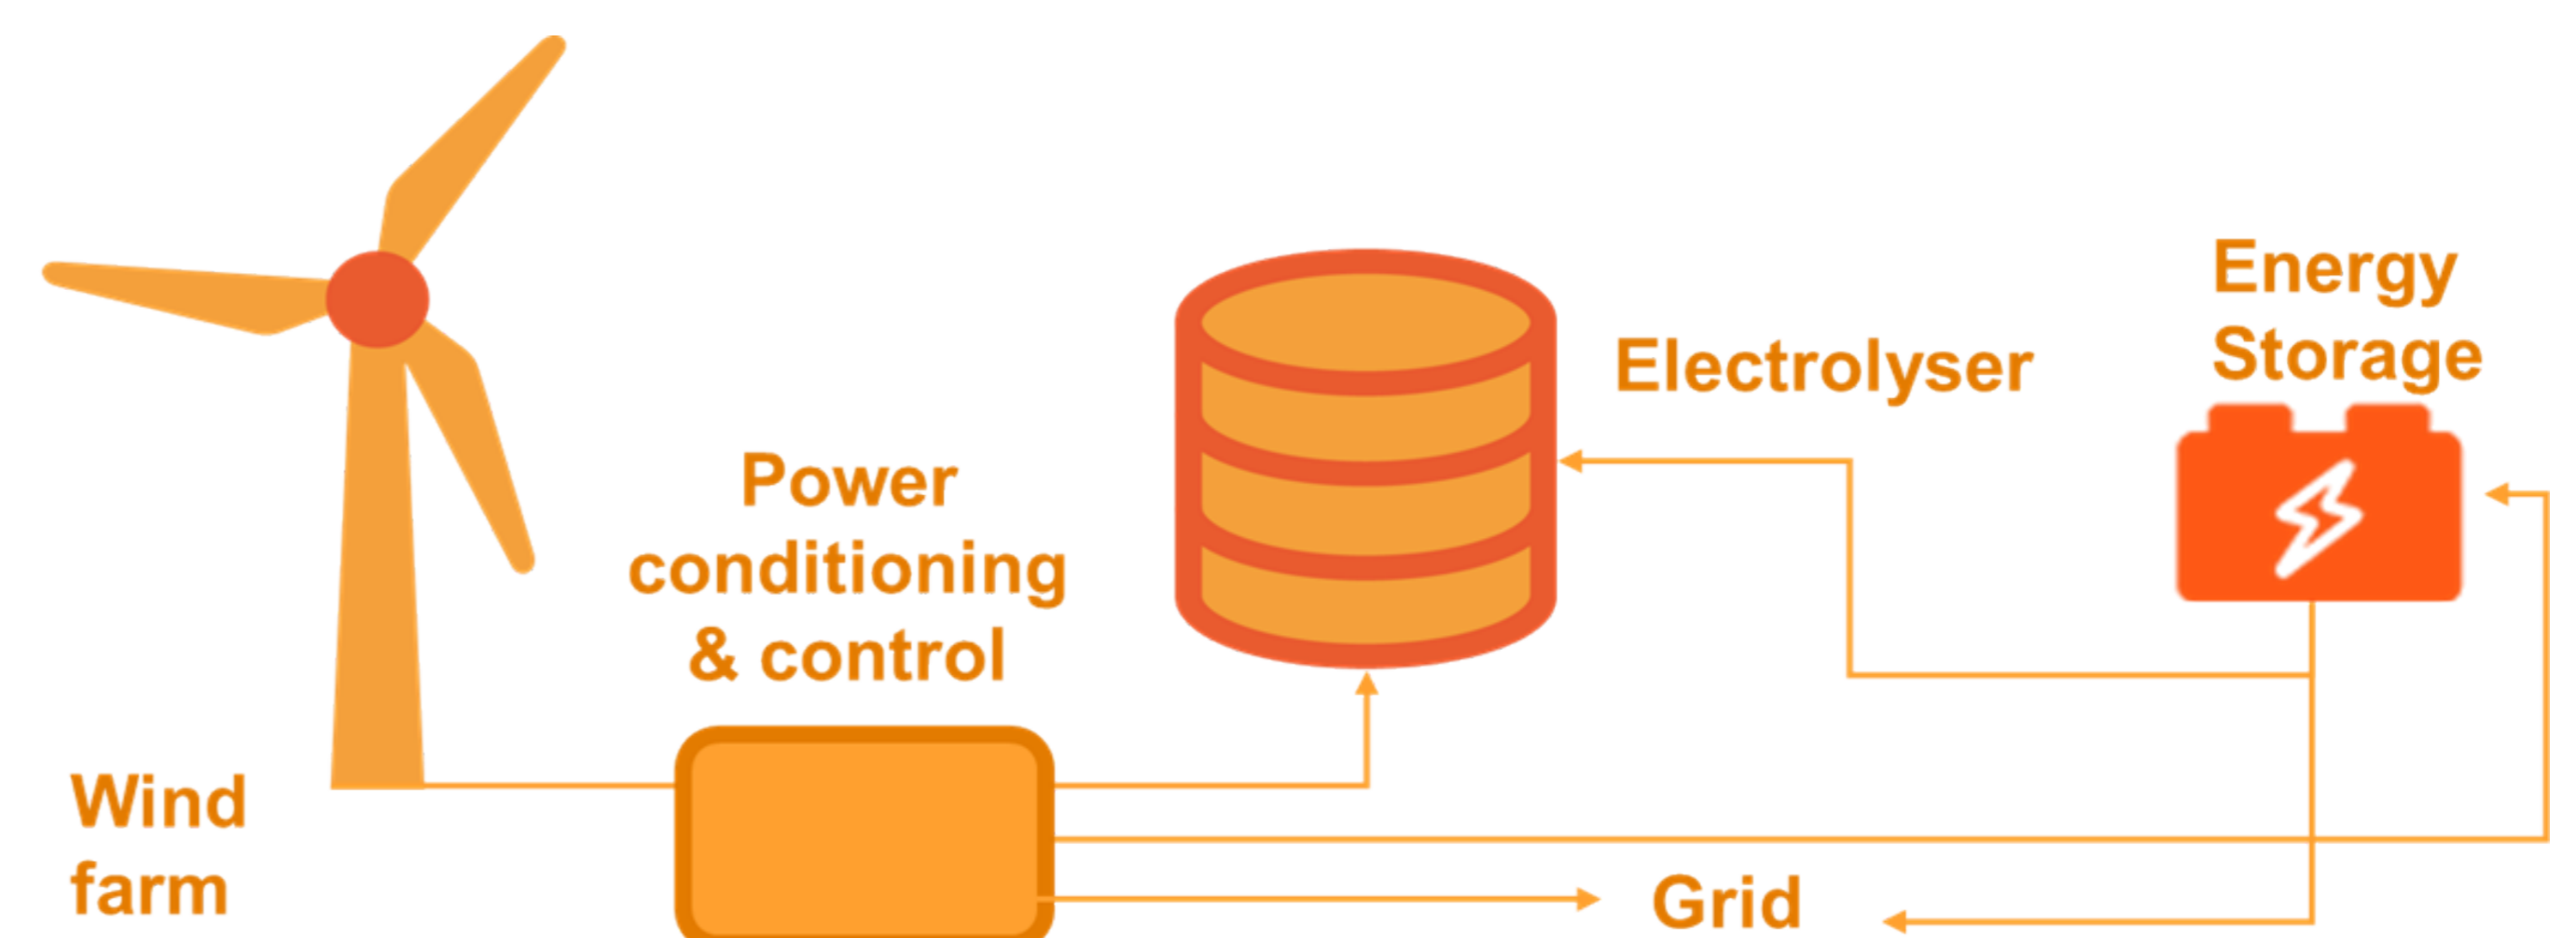 Energy
Storage
Electrolyser
Power
conditioning
& control
Wind
farm
Grid